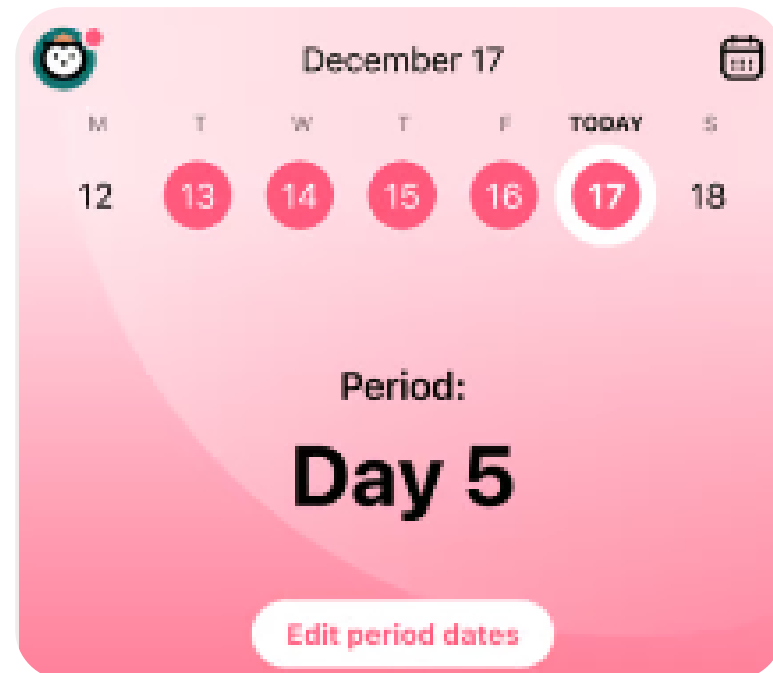 December 17
M T W T F TODAY S
12 13 14 15 16 17 18
Period:
Day 5
Edit period dates